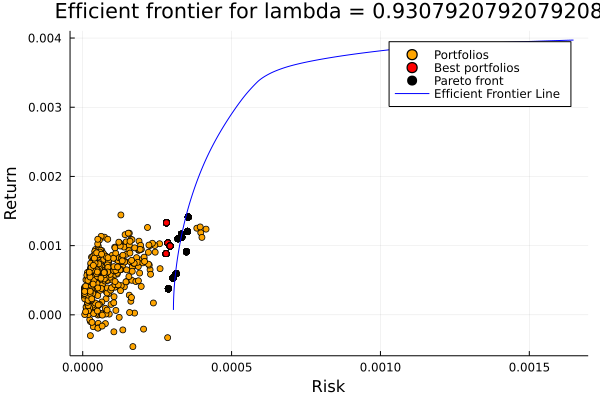 Efficient frontier for lambda = 0.9307920792079208
0.004
0.003
0.002
0.001
0.000
Return
Portfolios
Best portfolios
Pareto front
Efficient Frontier Line
0.0000
0.0005
0.0010
0.0015
Risk